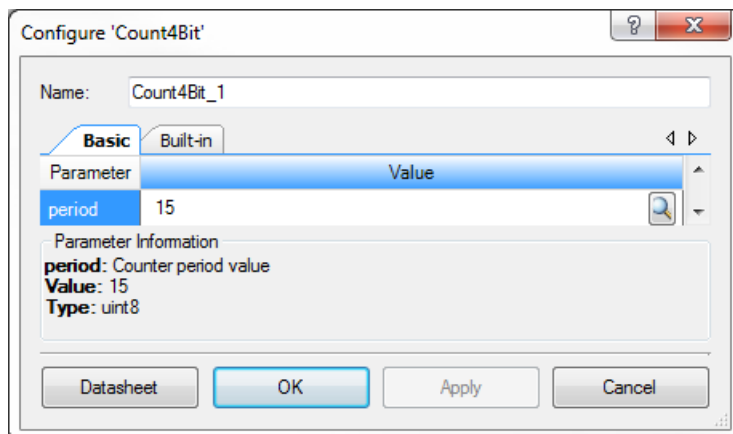 Configure 'Count4Bit'
Name: Count4Bit_1
Basic Built-in
Parameter Value
period 15
Parameter Information
period: Counter period value
Value: 15
Type: uint8
Datasheet OK Apply Cancel